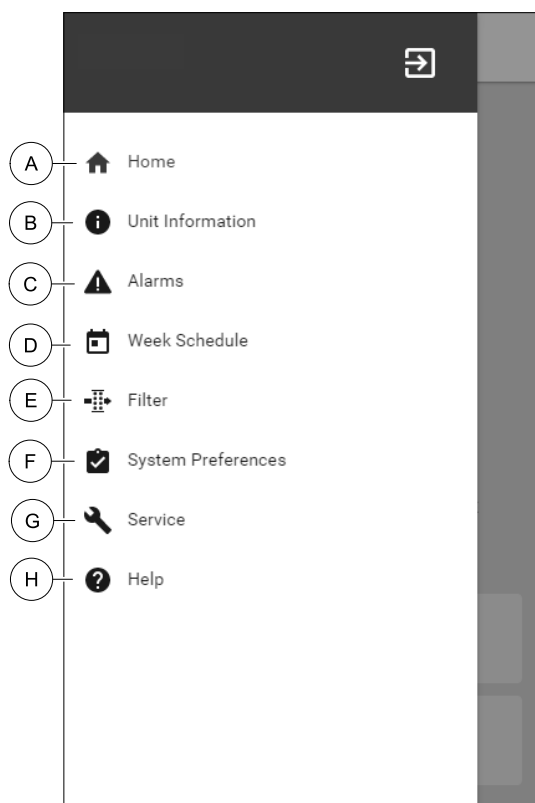 A Home
B Unit Information
C Alarms
D Week Schedule
E Filter
F System Preferences
G Service
H Help